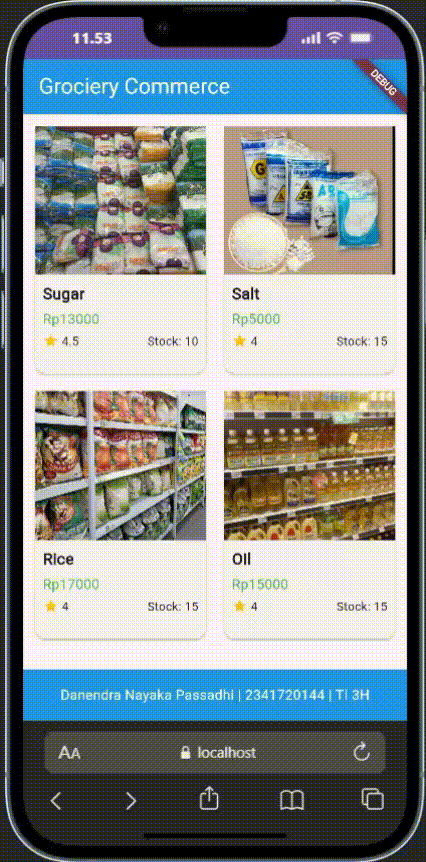 11.53
DEBUG
Grociery Commerce
Sugar
Rp13000
4.5 Stock: 10
Salt
Rp5000
4 Stock: 15
Rice
Rp17000
4 Stock: 15
Oil
Rp15000
4 Stock: 15
Danendra Nayaka Passadhi | 2341720144 | TI 3H
AA localhost